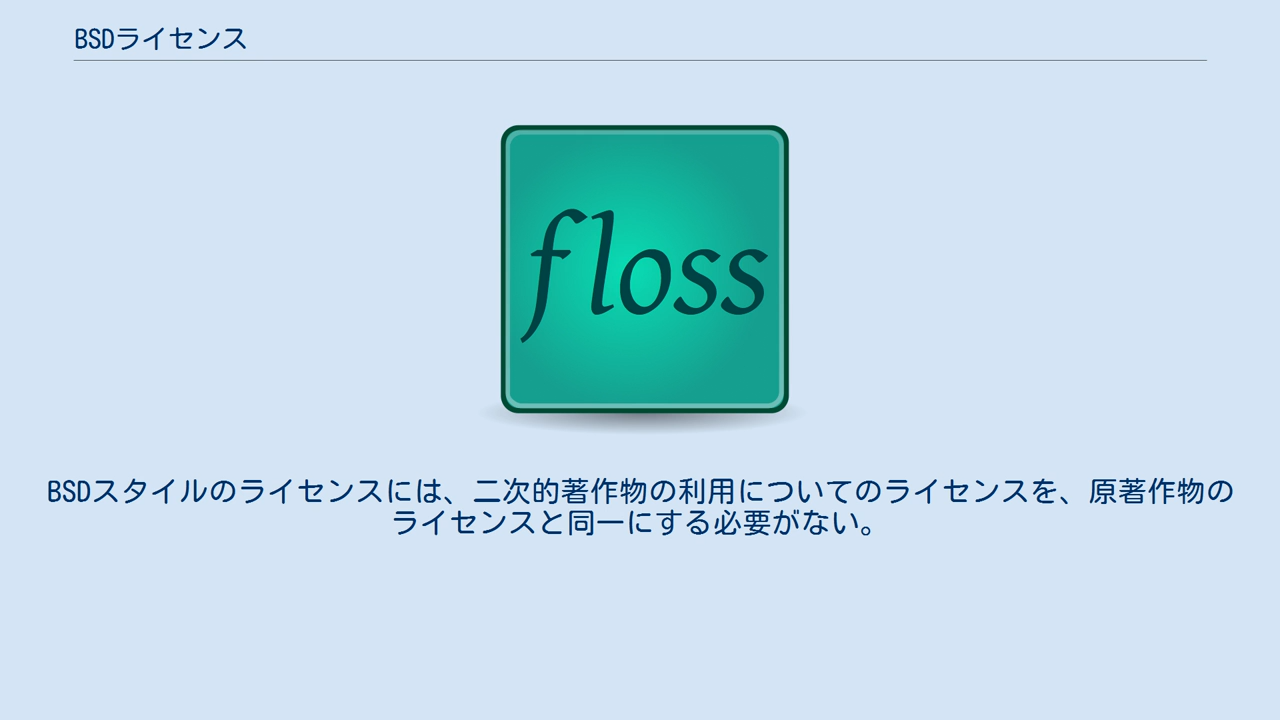 BSDライセンス
floss
BSDスタイルのライセンスには、二次的著作物の利用についてのライセンスを、原著作物の
ライセンスと同一にする必要がない。